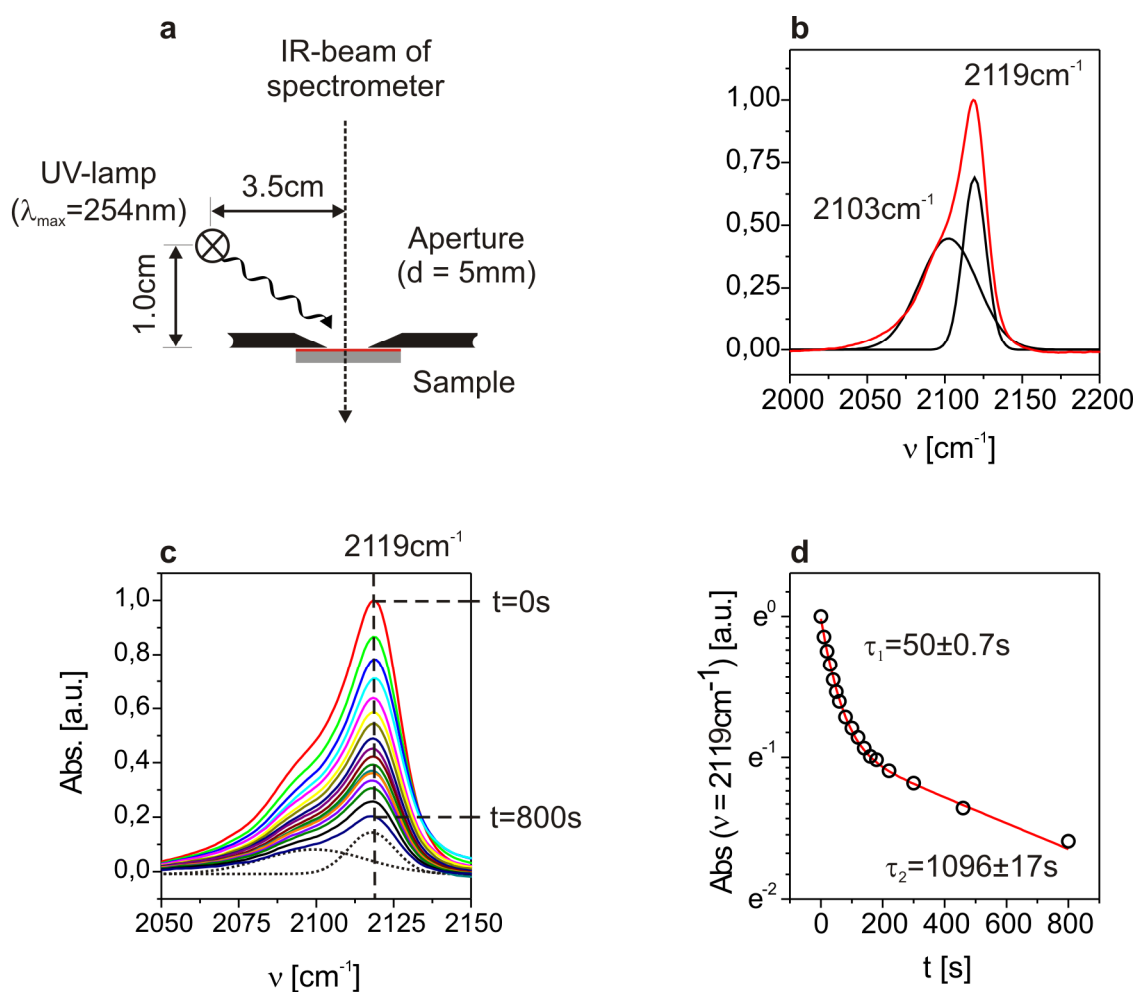 a
IR-beam of
spectrometer
UV-lamp
(λmax=254nm)
3.5cm
1.0cm
Aperture
(d = 5mm)
Sample
b
2119cm⁻¹
2103cm⁻¹
1,00
0,75
0,50
0,25
0,00
2000 2050 2100 2150 2200
ν [cm⁻¹]
c
2119cm⁻¹
t=0s
t=800s
1,0
0,8
0,6
0,4
0,2
0,0
Abs. [a.u.]
2050 2075 2100 2125 2150
ν [cm⁻¹]
d
τ₁=50±0.7s
τ₂=1096±17s
e⁰
e⁻¹
e⁻²
Abs (ν = 2119cm⁻¹) [a.u.]
0 200 400 600 800
t [s]